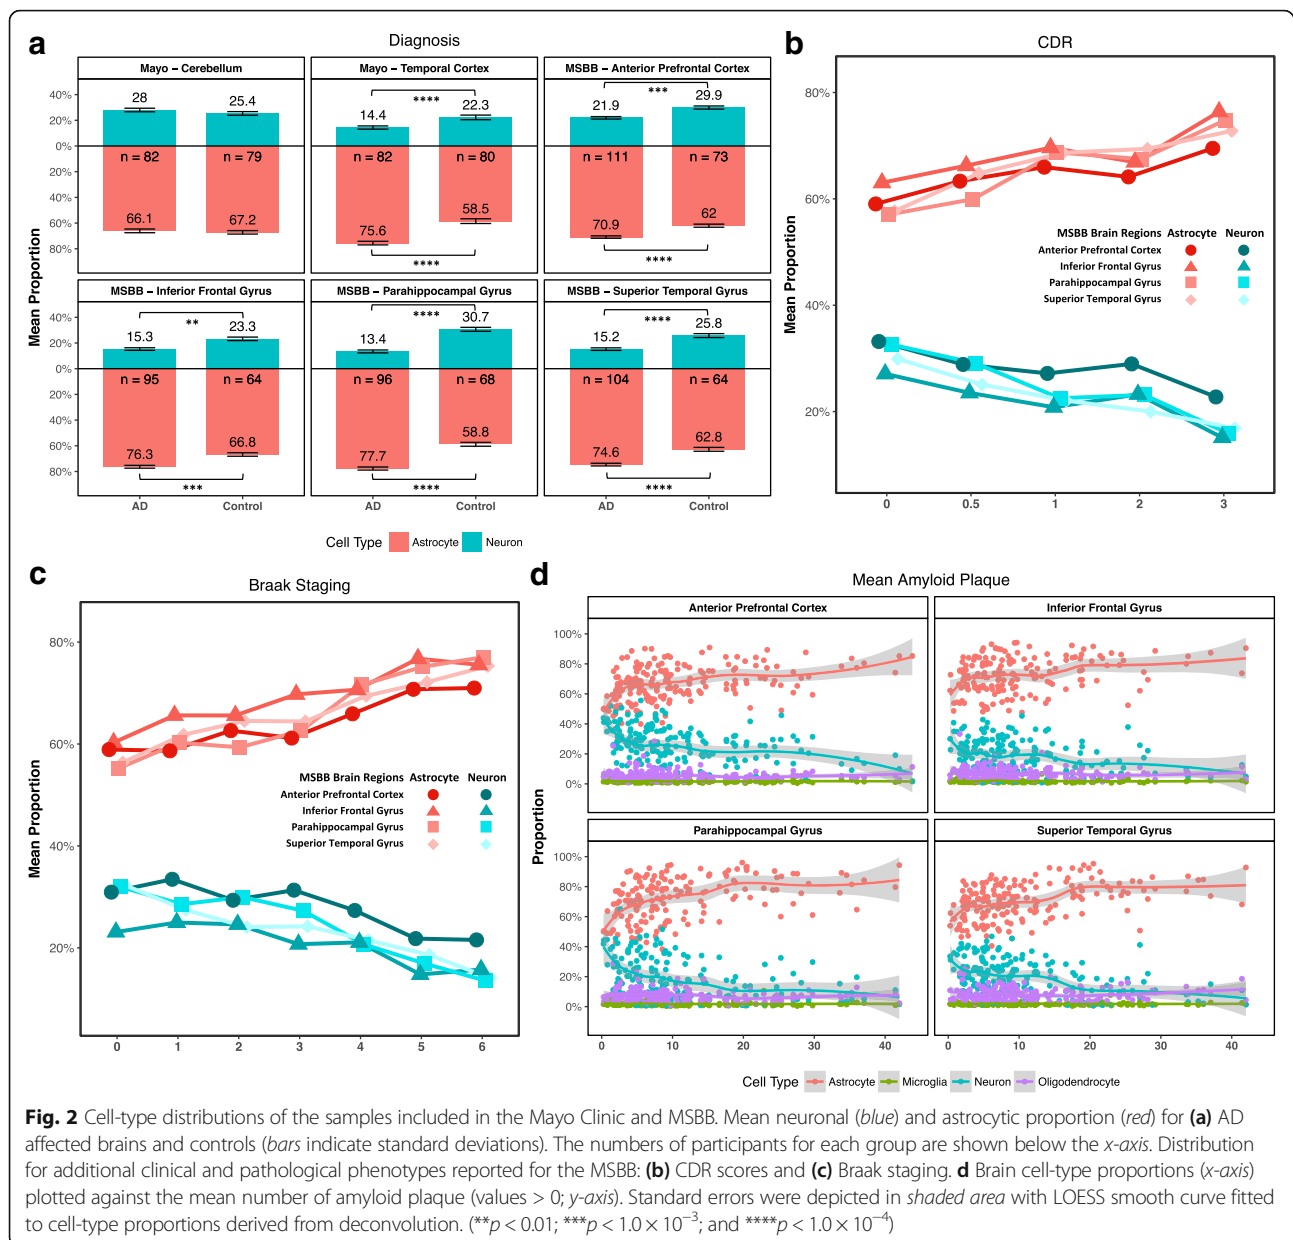 a
Diagnosis
Mayo – Cerebellum
Mayo – Temporal Cortex
MSBB – Anterior Prefrontal Cortex
40%
20%
0%
20%
40%
60%
80%
28
25.4
n = 82
n = 79
66.1
67.2
****
14.4
22.3
n = 82
n = 80
75.6
58.5
****
***
21.9
29.9
n = 111
n = 73
70.9
62
****
Mean Proportion
MSBB – Inferior Frontal Gyrus
MSBB – Parahippocampal Gyrus
MSBB – Superior Temporal Gyrus
40%
20%
0%
20%
40%
60%
80%
**
15.3
23.3
n = 95
n = 64
76.3
66.8
***
****
13.4
30.7
n = 96
n = 68
77.7
58.8
****
****
15.2
25.8
n = 104
n = 64
74.6
62.8
****
AD
Control
AD
Control
AD
Control
Cell Type
Astrocyte
Neuron
b
CDR
Mean Proportion
80%
60%
40%
20%
MSBB Brain Regions Astrocyte Neuron
Anterior Prefrontal Cortex
Inferior Frontal Gyrus
Parahippocampal Gyrus
Superior Temporal Gyrus
0
0.5
1
2
3
c
Braak Staging
Mean Proportion
80%
60%
40%
20%
MSBB Brain Regions Astrocyte Neuron
Anterior Prefrontal Cortex
Inferior Frontal Gyrus
Parahippocampal Gyrus
Superior Temporal Gyrus
0
1
2
3
4
5
6
d
Mean Amyloid Plaque
Anterior Prefrontal Cortex
Inferior Frontal Gyrus
100%
80%
60%
40%
20%
0%
Proportion
Parahippocampal Gyrus
Superior Temporal Gyrus
100%
80%
60%
40%
20%
0%
0
10
20
30
40
0
10
20
30
40
Cell Type
Astrocyte
Microglia
Neuron
Oligodendrocyte
Fig. 2 Cell-type distributions of the samples included in the Mayo Clinic and MSBB. Mean neuronal (blue) and astrocytic proportion (red) for (a) AD
affected brains and controls (bars indicate standard deviations). The numbers of participants for each group are shown below the x-axis. Distribution
for additional clinical and pathological phenotypes reported for the MSBB: (b) CDR scores and (c) Braak staging. d Brain cell-type proportions (x-axis)
plotted against the mean number of amyloid plaque (values > 0; y-axis). Standard errors were depicted in shaded area with LOESS smooth curve fitted
to cell-type proportions derived from deconvolution. (**p < 0.01; ***p < 1.0 × 10⁻³; and ****p < 1.0 × 10⁻⁴)